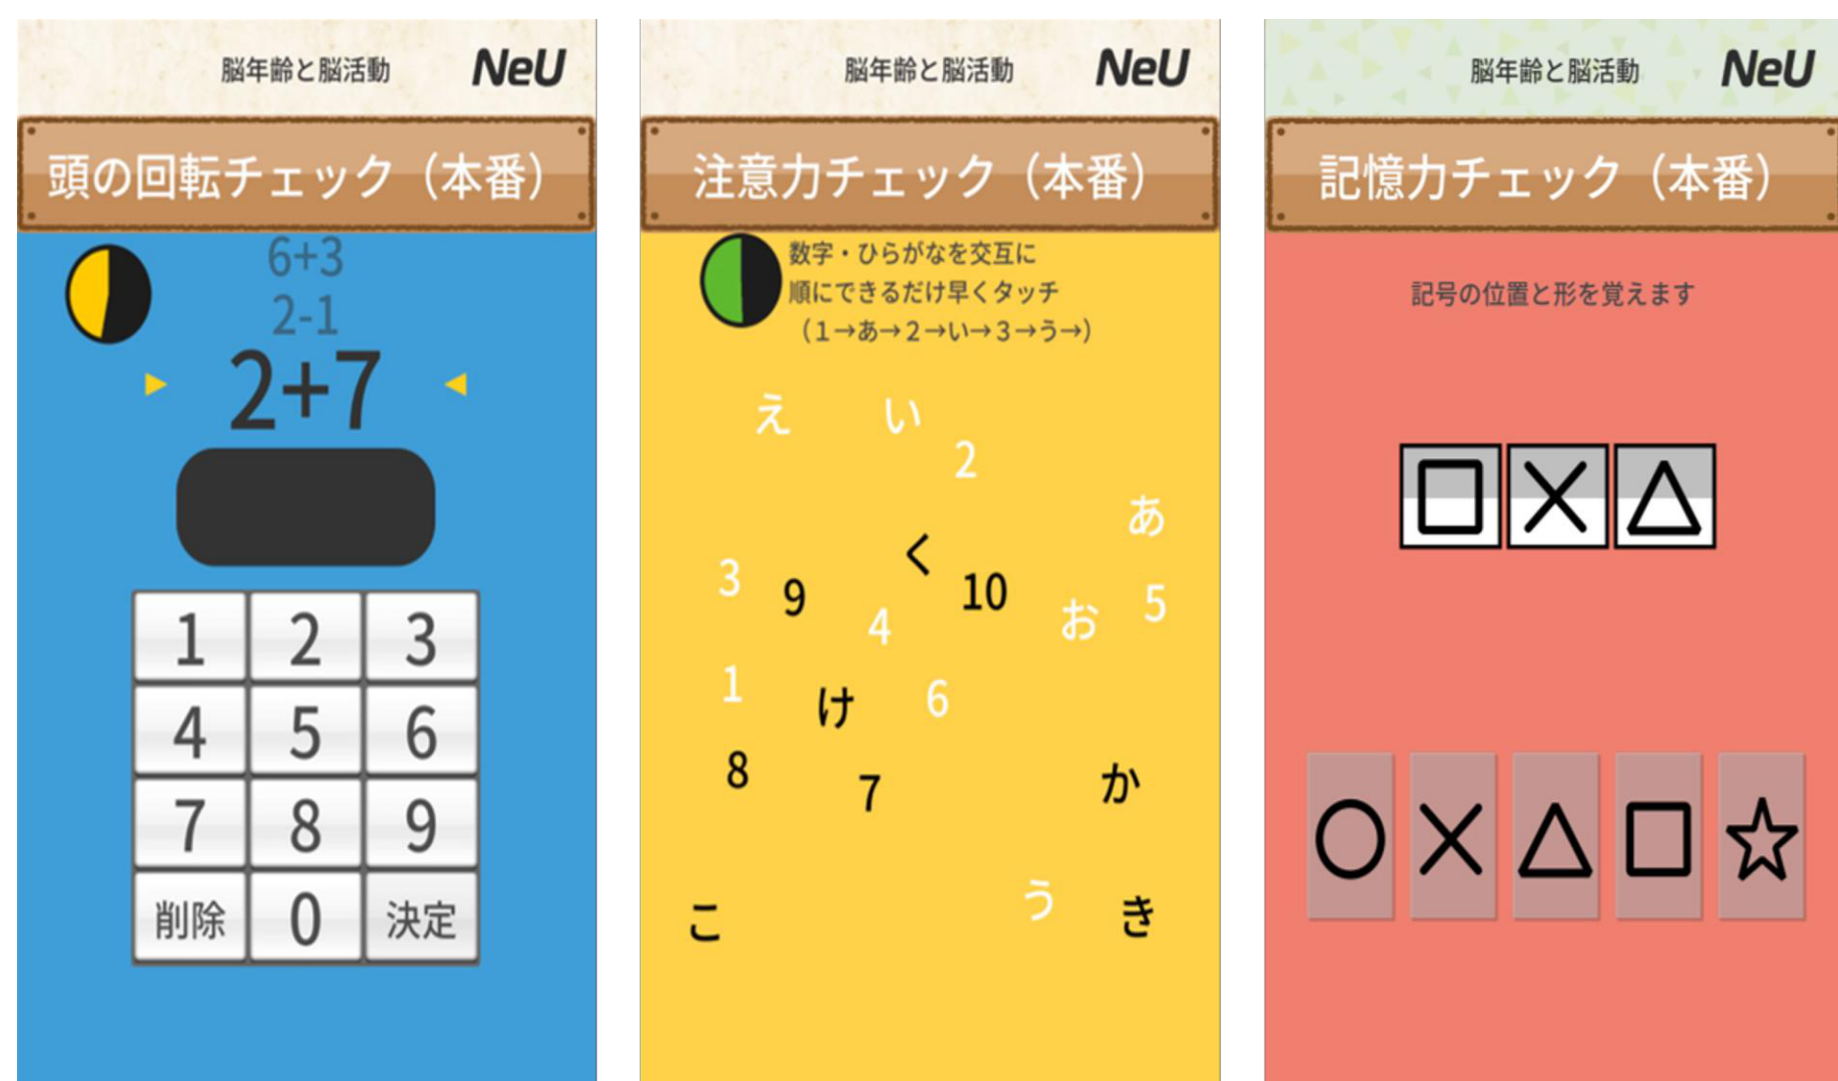 脳年齢と脳活動 NeU
頭の回転チェック（本番）
6+3
2-1
2+7
1 2 3
4 5 6
7 8 9
削除 0 決定
脳年齢と脳活動 NeU
注意力チェック（本番）
数字・ひらがなを交互に
順にできるだけ早くタッチ
（1→あ→2→い→3→う→）
え い
2
あ
く
3 9 10
4 お 5
1 け 6
8 7 か
こ う き
脳年齢と脳活動 NeU
記憶力チェック（本番）
記号の位置と形を覚えます